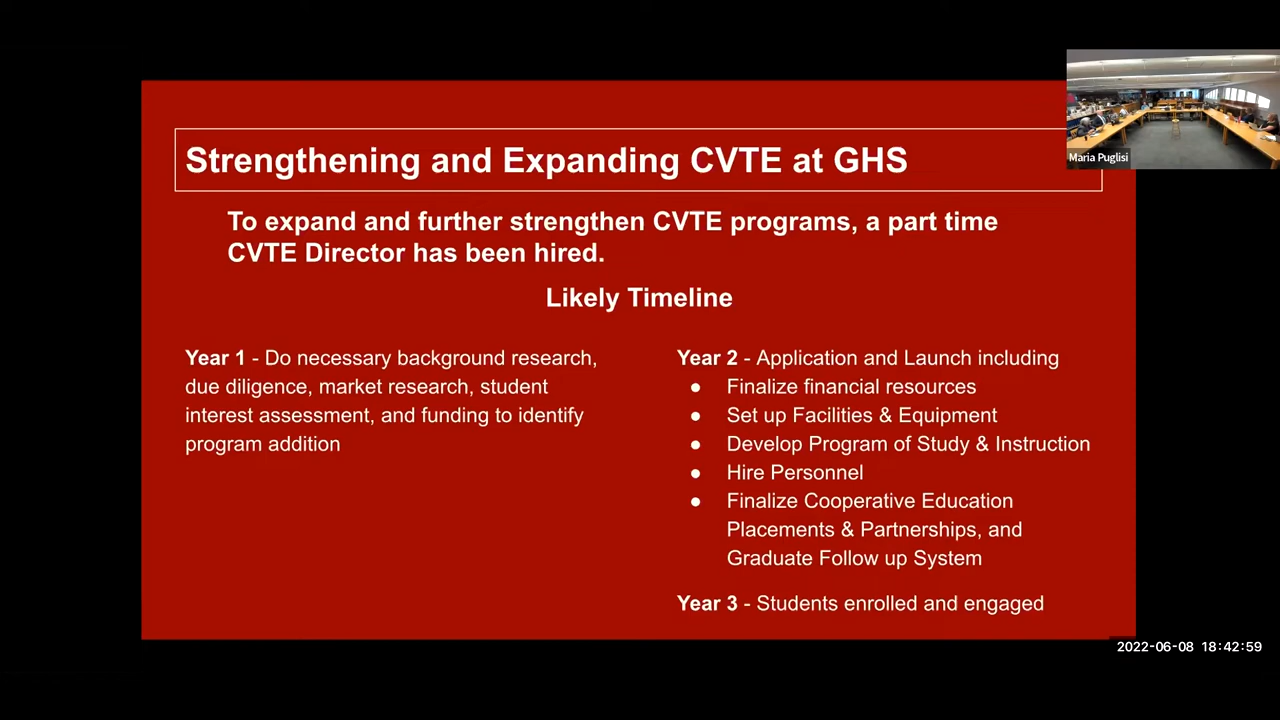 Strengthening and Expanding CVTE at GHS
To expand and further strengthen CVTE programs, a part time
CVTE Director has been hired.
Likely Timeline
Year 1 - Do necessary background research,
due diligence, market research, student
interest assessment, and funding to identify
program addition
Year 2 - Application and Launch including
● Finalize financial resources
● Set up Facilities & Equipment
● Develop Program of Study & Instruction
● Hire Personnel
● Finalize Cooperative Education
Placements & Partnerships, and
Graduate Follow up System
Year 3 - Students enrolled and engaged
Maria Puglisi
2022-06-08 18:42:59